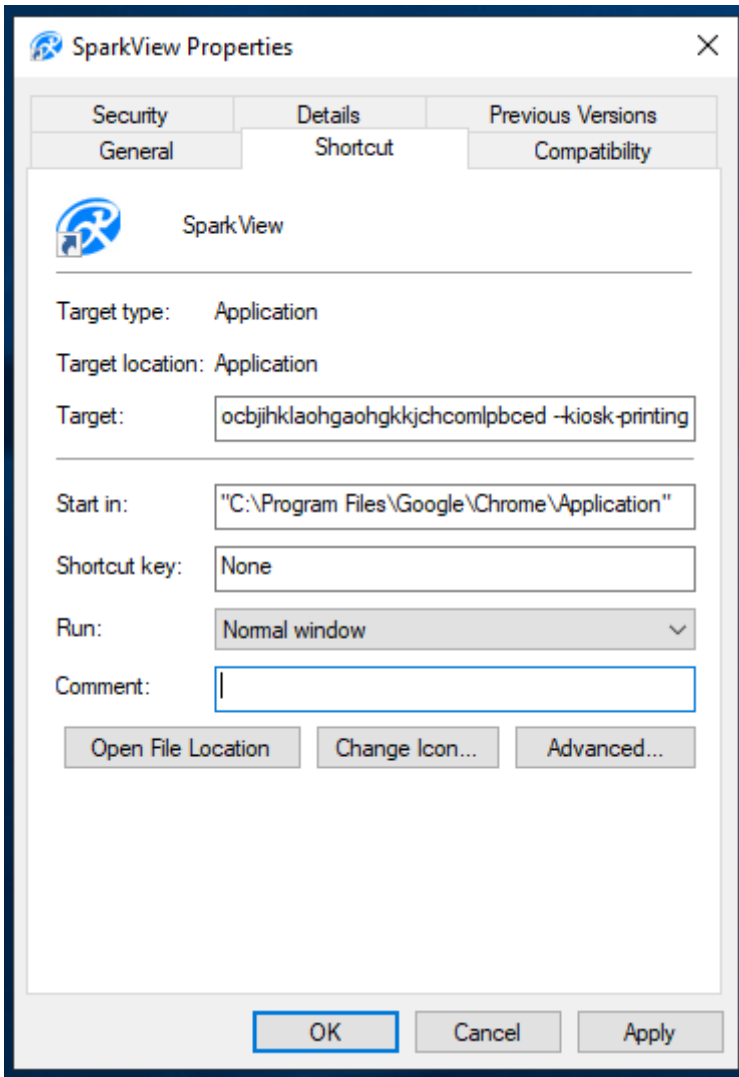 SparkView Properties
Security Details Previous Versions
General Shortcut Compatibility
SparkView
Target type: Application
Target location: Application
Target: ocbjihklaohgaohgkkjchcomlpbced --kiosk-printing
Start in: "C:\Program Files\Google\Chrome\Application"
Shortcut key: None
Run: Normal window
Comment:
Open File Location Change Icon... Advanced...
OK Cancel Apply